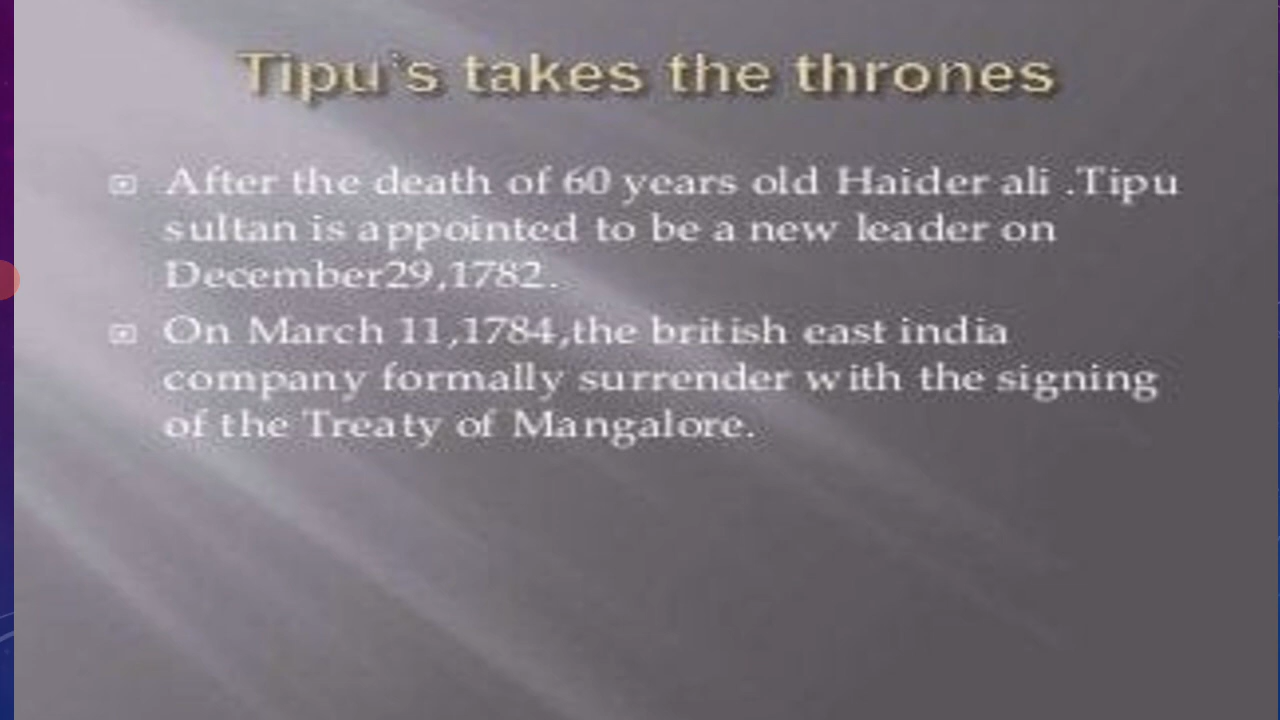 Tipu's takes the thrones
After the death of 60 years old Haider ali .Tipu
sultan is appointed to be a new leader on
December29,1782.
On March 11,1784,the british east india
company formally surrender with the signing
of the Treaty of Mangalore.